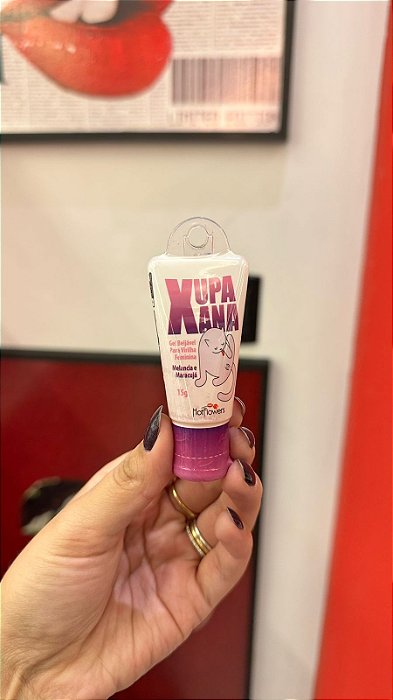 XUPA
XANA
Gel Beijável
Para Virilha
Feminina
Melancia e
Maracujá
15g
HotFlowers